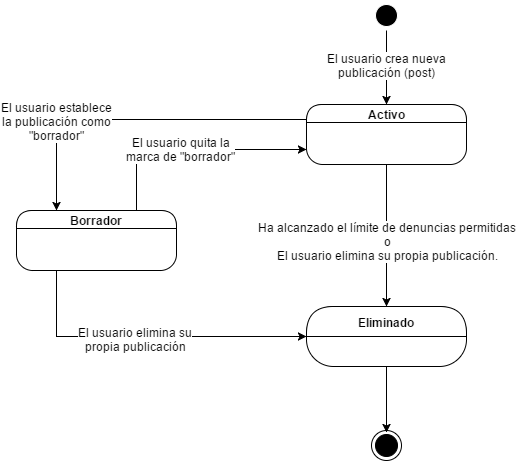 El usuario crea nueva
publicación (post)
El usuario establece
la publicación como
"borrador"
Activo
El usuario quita la
marca de "borrador"
Borrador
Ha alcanzado el límite de denuncias permitidas
o
El usuario elimina su propia publicación.
Eliminado
El usuario elimina su
propia publicación